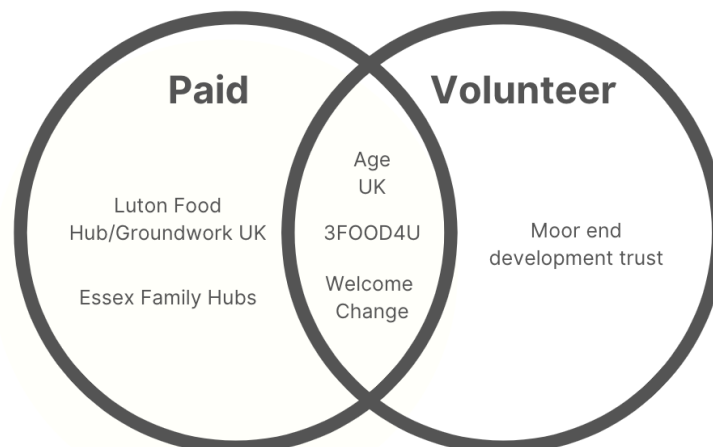 Paid
Luton Food
Hub/Groundwork UK
Essex Family Hubs
Age
UK
3FOOD4U
Welcome
Change
Volunteer
Moor end
development trust